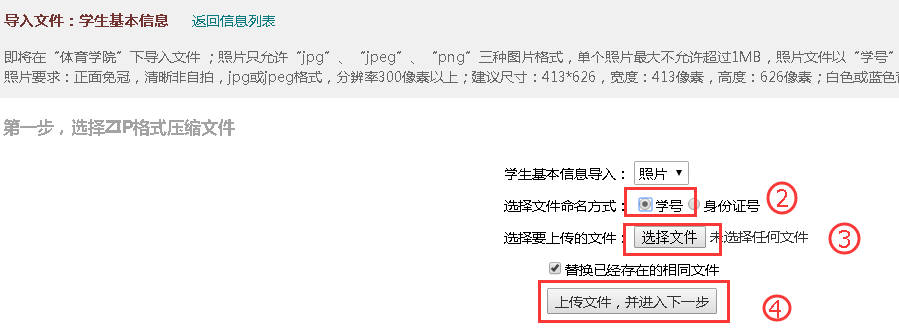 导入文件：学生基本信息 返回信息列表
即将在“体育学院”下导入文件；照片只允许“jpg”、“jpeg”、“png”三种图片格式，单个照片最大不允许超过1MB，照片文件以“学号”
照片要求：正面免冠，清晰非自拍，jpg或jpeg格式，分辨率300像素以上；建议尺寸：413*626，宽度：413像素，高度：626像素；白色或蓝色
第一步，选择ZIP格式压缩文件
学生基本信息导入： 照片
选择文件命名方式： 学号 身份证号 ②
选择要上传的文件： 选择文件 未选择任何文件 ③
替换已经存在的相同文件
上传文件，并进入下一步 ④